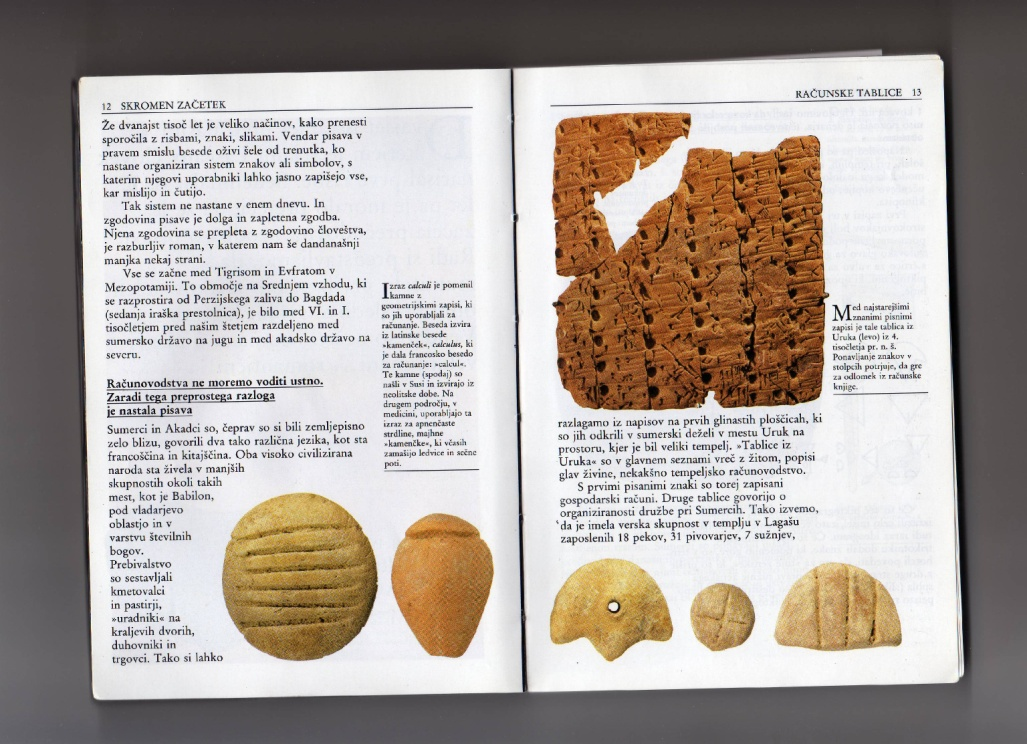 12 SKROMEN ZAČETEK
Že dvanajst tisoč let je veliko načinov, kako prenesti
sporočila z risbami, znaki, slikami. Vendar pisava v
pravem smislu besede oživi šele od trenutka, ko
nastane organiziran sistem znakov ali simbolov, s
katerim njegovi uporabniki lahko jasno zapišejo vse,
kar mislijo in čutijo.
Tak sistem ne nastane v enem dnevu. In
zgodovina pisave je dolga in zapletena zgodba.
Njena zgodovina se prepleta z zgodovino človeštva,
je razburljiv roman, v katerem nam še dandanašnji
manjka nekaj strani.
Vse se začne med Tigrisom in Evfratom v
Mezopotamiji. To območje na Srednjem vzhodu, ki
se razprostira od Perzijskega zaliva do Bagdada
(sedanja iraška prestolnica), je bilo med VI. in I.
tisočletjem pred našim štetjem razdeljeno med
sumersko državo na jugu in med akadsko državo na
severu.
Računovodstva ne moremo voditi ustno.
Zaradi tega preprostega razloga
je nastala pisava
Sumerci in Akadci so, čeprav so si bili zemljepisno
zelo blizu, govorili dva tako različna jezika, kot sta
francoščina in kitajščina. Oba visoko civilizirana
naroda sta živela v manjših
skupnostih okoli takih
mest, kot je Babilon,
pod vladarjevo
oblastjo in v
varstvu številnih
bogov.
Prebivalstvo
so sestavljali
kmetovalci
in pastirji,
»uradniki« na
kraljevih dvorih,
duhovniki in
trgovci. Tako si lahko
Izraz calculi je pomenil
kamne z
geometrijskimi zapisi, ki
so jih uporabljali za
računanje. Beseda izvira
iz latinske besede
»kamenček«, calculus, ki
je dala francosko besedo
za računanje: »calcul«.
Te kamne (spodaj) so
našli v Susi in izvirajo iz
neolitske dobe. Na
drugem področju, v
medicini, uporabljajo ta
izraz za apnenčaste
strdline, majhne
»kamenčke«, ki včasih
zamašijo ledvice in sečne
poti.
RAČUNSKE TABLICE 13
Med najstarejšimi
znanimi pisnimi
zapisi je tale tablica iz
Uruka (levo) iz 4.
tisočletja pr. n. š.
Ponavljanje znakov v
stolpcih potrjuje, da gre
za odlomek iz računske
knjige.
razlagamo iz napisov na prvih glinastih ploščicah, ki
so jih odkrili v sumerski deželi v mestu Uruk na
prostoru, kjer je bil veliki tempelj. »Tablice iz
Uruka« so v glavnem seznami vreč z žitom, popisi
glav živine, nekakšno tempeljsko računovodstvo.
S prvimi pisanimi znaki so torej zapisani
gospodarski računi. Druge tablice govorijo o
organiziranosti družbe pri Sumercih. Tako izvemo,
da je imela verska skupnost v templju v Lagašu
zaposlenih 18 pekov, 31 pivovarjev, 7 sužnjev,